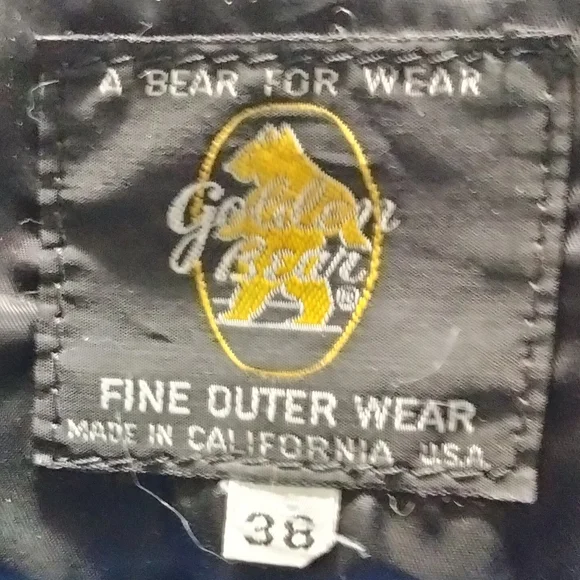 A BEAR FOR WEAR
Golden
Bear
®
FINE OUTER WEAR
MADE IN CALIFORNIA U.S.A.
38